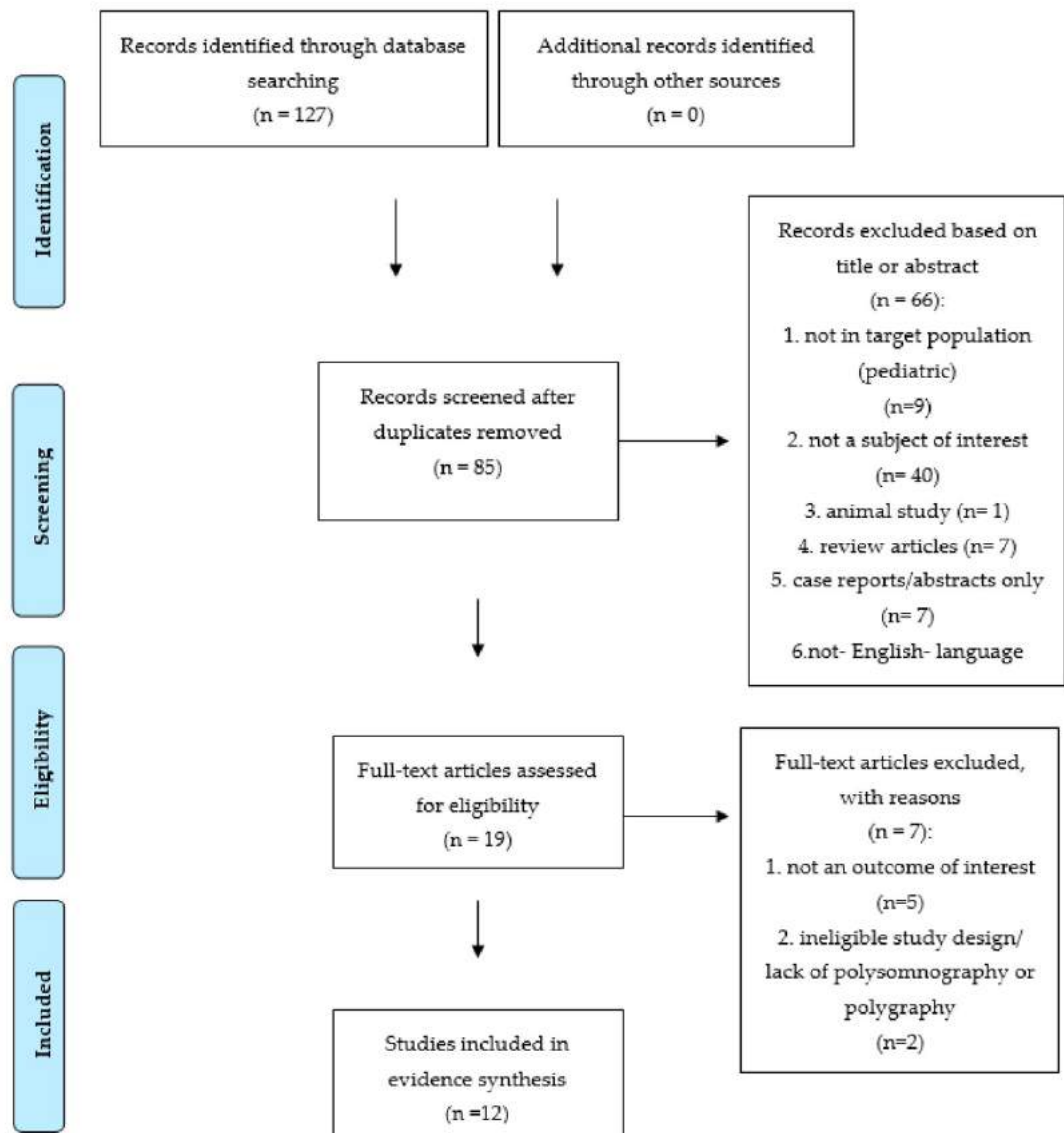 Records identified through database
searching
(n = 127)
Additional records identified
through other sources
(n = 0)
Identification
Records excluded based on
title or abstract
(n = 66):
1. not in target population
(pediatric)
(n=9)
2. not a subject of interest
(n= 40)
3. animal study (n= 1)
4. review articles (n= 7)
5. case reports/abstracts only
(n= 7)
6.not- English- language
Screening
Records screened after
duplicates removed
(n = 85)
Eligibility
Full-text articles assessed
for eligibility
(n = 19)
Full-text articles excluded,
with reasons
(n = 7):
1. not an outcome of interest
(n=5)
2. ineligible study design/
lack of polysomnography or
polygraphy
(n=2)
Included
Studies included in
evidence synthesis
(n =12)